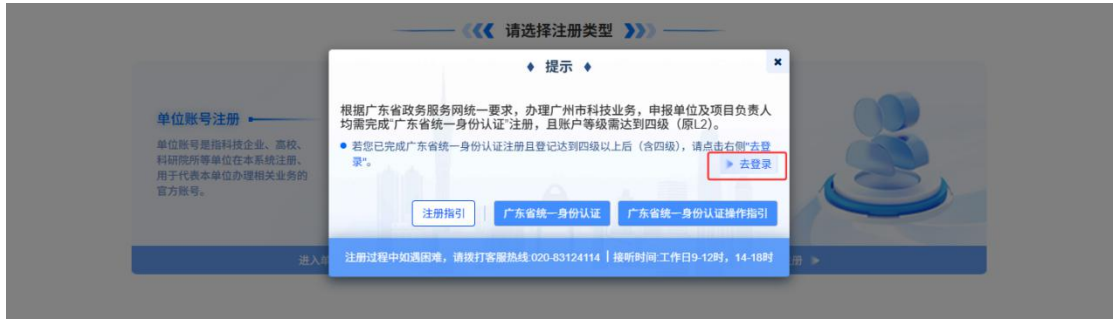 请选择注册类型
提示
根据广东省政务服务网统一要求，办理广州市科技业务，申报单位及项目负责人
均需完成"广东省统一身份认证"注册，且账户等级需达到四级（原L2）。
若您已完成广东省统一身份认证注册且登记达到四级以上后（含四级），请点击右侧"去登
录"。
去登录
注册指引
广东省统一身份认证
广东省统一身份认证操作指引
注册过程中如遇困难，请拨打客服热线:020-83124114 | 接听时间:工作日9-12时，14-18时
单位账号注册
单位账号是指科技企业、高校、
科研院所等单位在本系统注册、
用于代表本单位办理相关业务的
官方账号。
进入单
册